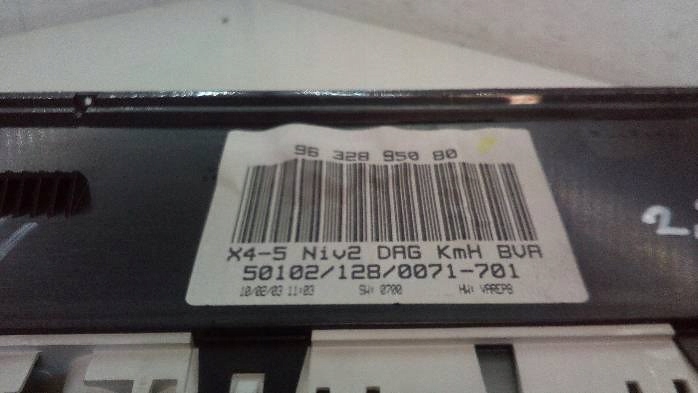 96 328 950 80
X4-5 Niv2 DAG KmH BVA
50102/128/0071-701
10/02/03 11:03 SW: 0700 HW: VAREP8